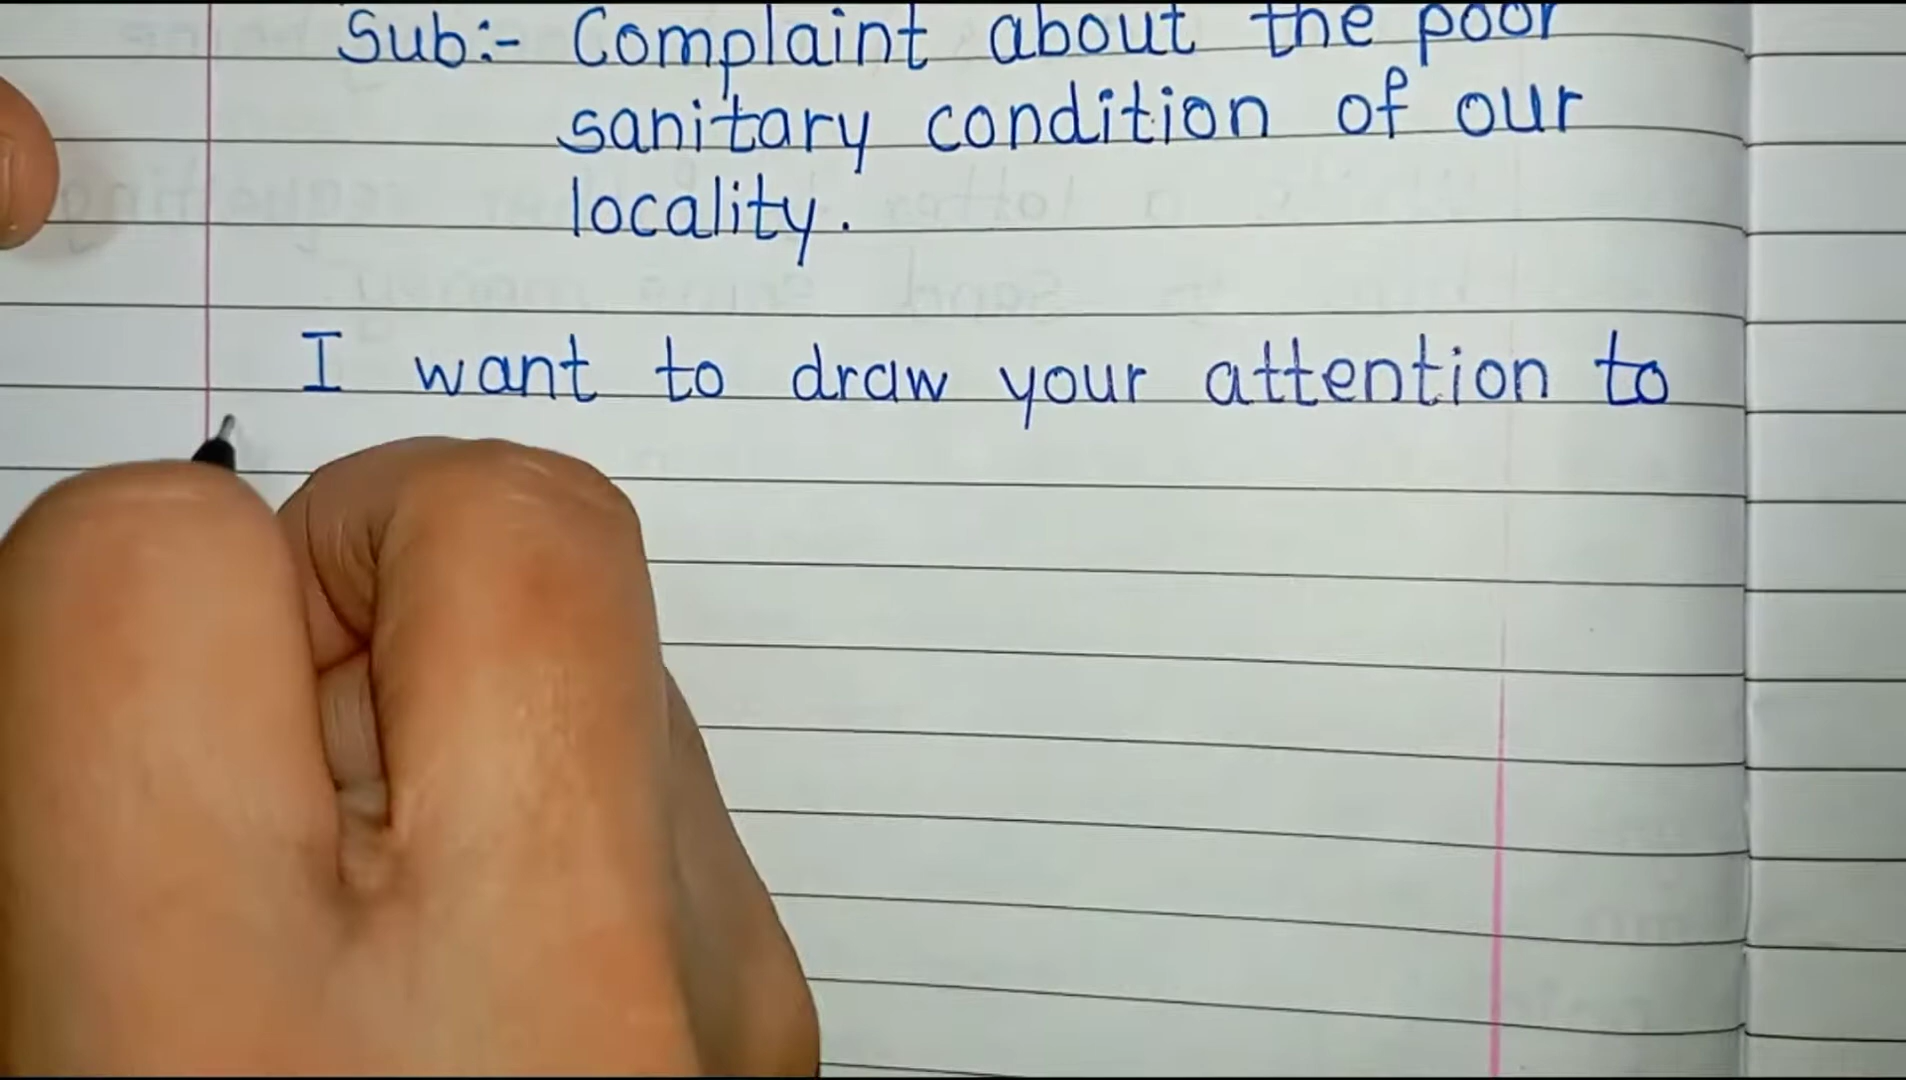 Sub:- Complaint about the poor
sanitary condition of our
locality.
I want to draw your attention to